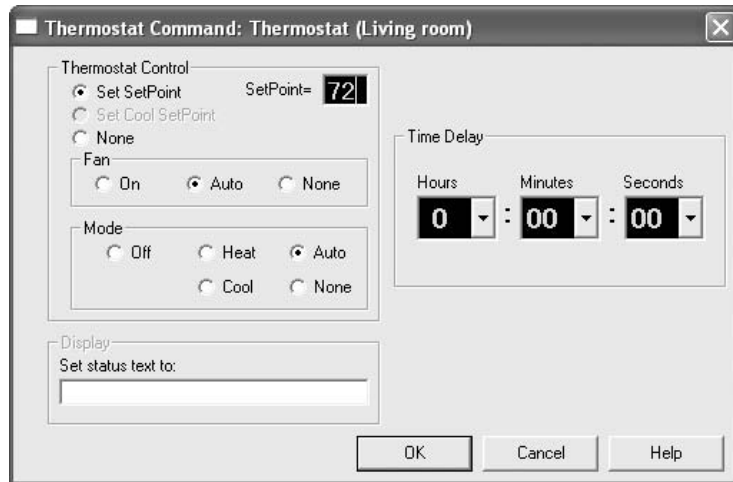 Thermostat Command: Thermostat (Living room)
Thermostat Control
Set SetPoint SetPoint= 72
Set Cool SetPoint
None
Fan
On Auto None
Mode
Off Heat Auto
Cool None
Time Delay
Hours Minutes Seconds
0 : 00 : 00
Display
Set status text to:
OK Cancel Help